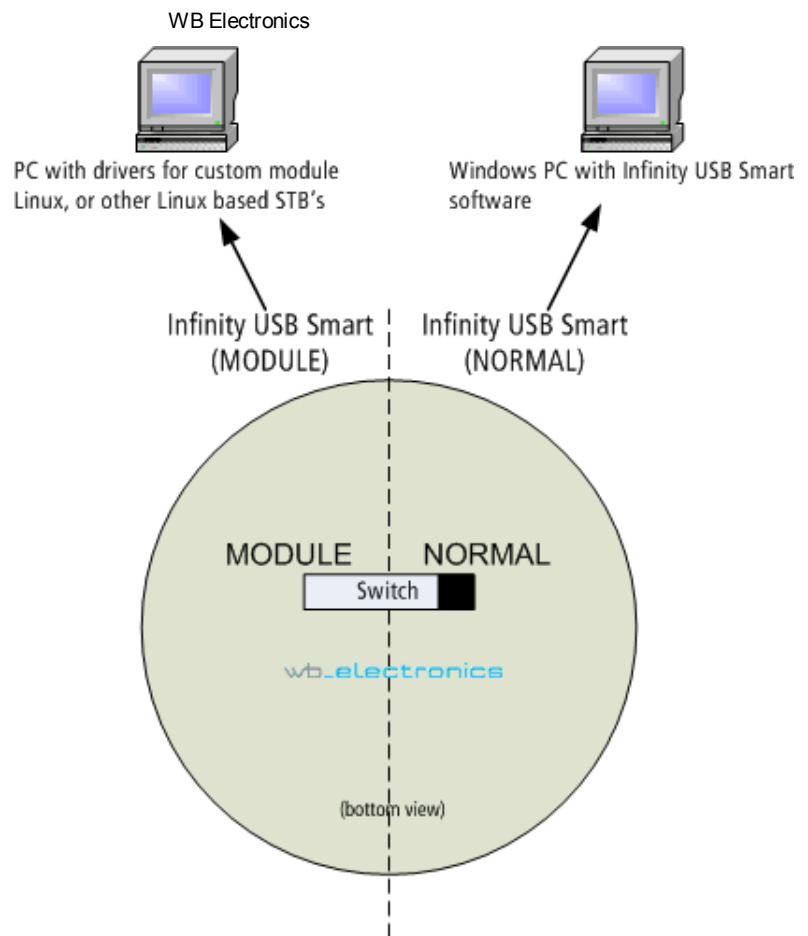 WB Electronics
PC with drivers for custom module
Linux, or other Linux based STB's
Windows PC with Infinity USB Smart
software
Infinity USB Smart
(MODULE)
Infinity USB Smart
(NORMAL)
MODULE
NORMAL
Switch
wb_electronics
(bottom view)